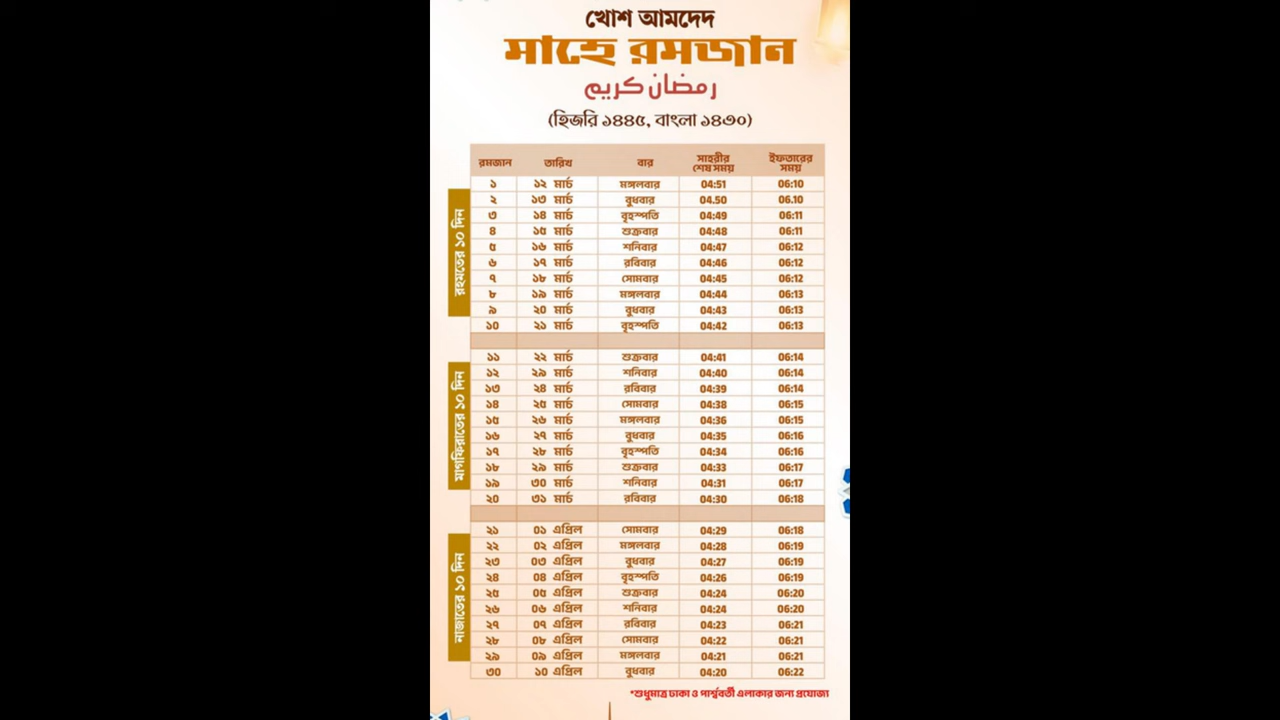 খোশ আমদেদ
মাহে রমজান
رمضان كريم
(হিজরি ১৪৪৫, বাংলা ১৪৩০)
রমজান তারিখ বার সাহরীর শেষ সময় ইফতারের সময়
রহমতের ১০ দিন
১ ১২ মার্চ মঙ্গলবার 04:51 06:10
২ ১৩ মার্চ বুধবার 04.50 06.10
৩ ১৪ মার্চ বৃহস্পতি 04:49 06:11
৪ ১৫ মার্চ শুক্রবার 04:48 06:11
৫ ১৬ মার্চ শনিবার 04:47 06:12
৬ ১৭ মার্চ রবিবার 04:46 06:12
৭ ১৮ মার্চ সোমবার 04:45 06:12
৮ ১৯ মার্চ মঙ্গলবার 04:44 06:13
৯ ২০ মার্চ বুধবার 04:43 06:13
১০ ২১ মার্চ বৃহস্পতি 04:42 06:13
মাগফিরাতের ১০ দিন
১১ ২২ মার্চ শুক্রবার 04:41 06:14
১২ ২৯ মার্চ শনিবার 04:40 06:14
১৩ ২৪ মার্চ রবিবার 04:39 06:14
১৪ ২৫ মার্চ সোমবার 04:38 06:15
১৫ ২৬ মার্চ মঙ্গলবার 04:36 06:15
১৬ ২৭ মার্চ বুধবার 04:35 06:16
১৭ ২৮ মার্চ বৃহস্পতি 04:34 06:16
১৮ ২৯ মার্চ শুক্রবার 04:33 06:17
১৯ ৩০ মার্চ শনিবার 04:31 06:17
২০ ৩১ মার্চ রবিবার 04:30 06:18
নাজাতের ১০ দিন
২১ ০১ এপ্রিল সোমবার 04:29 06:18
২২ ০২ এপ্রিল মঙ্গলবার 04:28 06:19
২৩ ০৩ এপ্রিল বুধবার 04:27 06:19
২৪ ০৪ এপ্রিল বৃহস্পতি 04:26 06:19
২৫ ০৫ এপ্রিল শুক্রবার 04:24 06:20
২৬ ০৬ এপ্রিল শনিবার 04:24 06:20
২৭ ০৭ এপ্রিল রবিবার 04:23 06:21
২৮ ০৮ এপ্রিল সোমবার 04:22 06:21
২৯ ০৯ এপ্রিল মঙ্গলবার 04:21 06:21
৩০ ১০ এপ্রিল বুধবার 04:20 06:22
*শুধুমাত্র ঢাকা ও পার্শ্ববর্তী এলাকার জন্য প্রযোজ্য